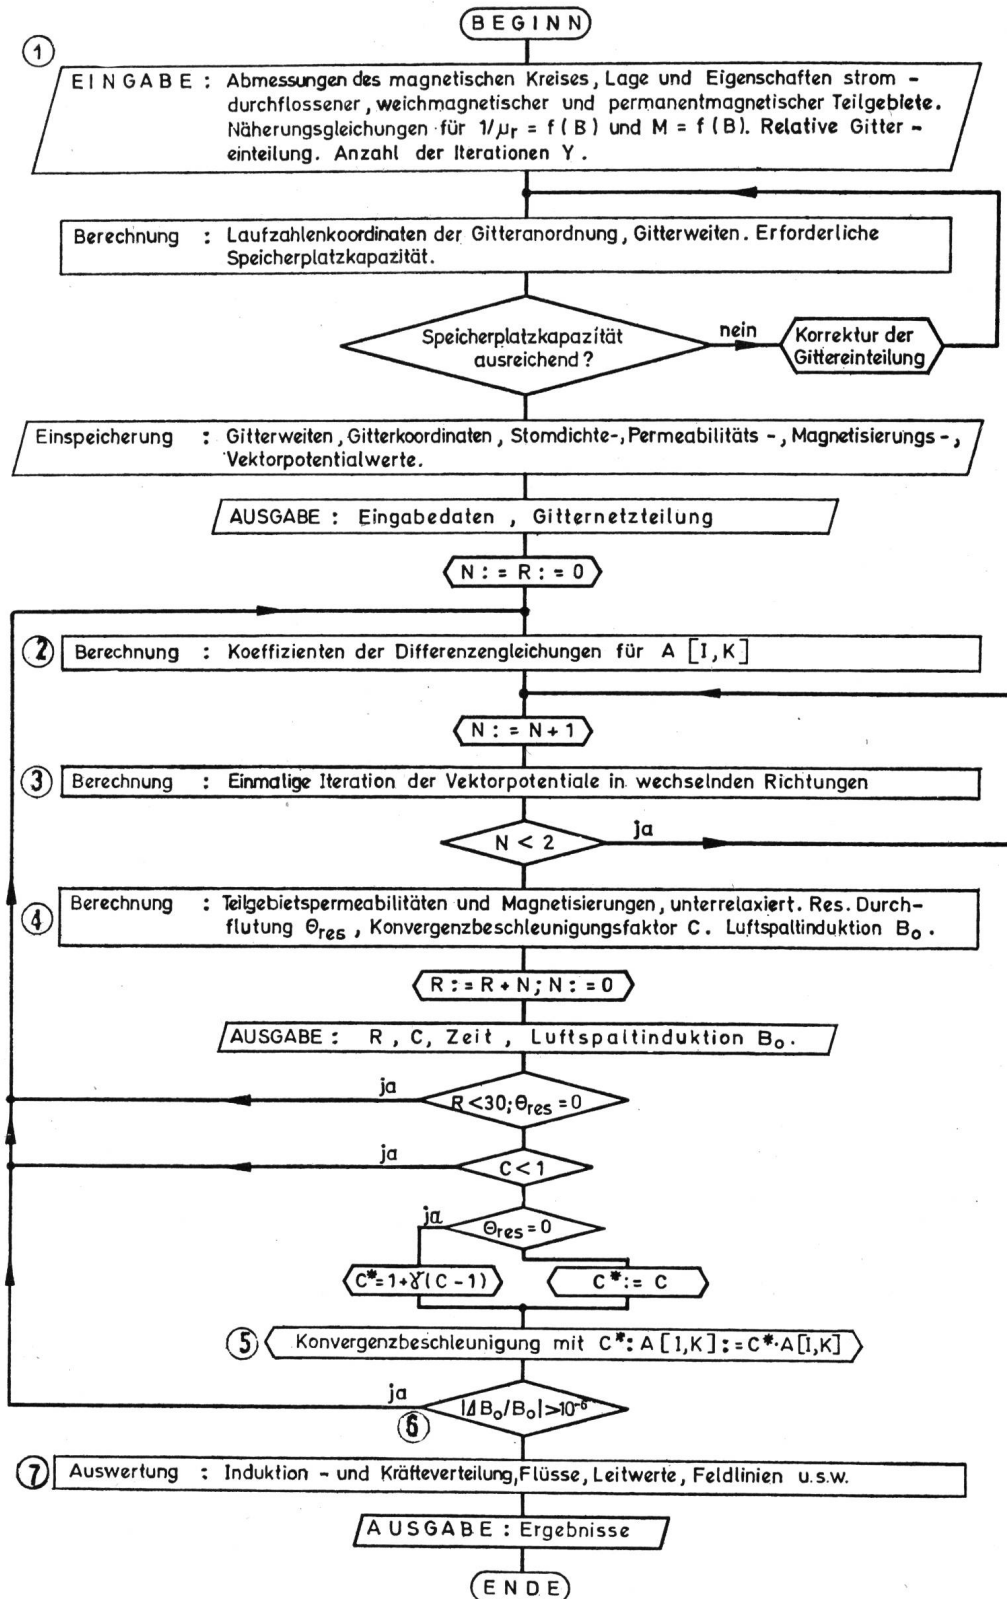 BEGINN
1
EINGABE : Abmessungen des magnetischen Kreises, Lage und Eigenschaften strom -
durchflossener, weichmagnetischer und permanentmagnetischer Teilgebiete.
Näherungsgleichungen für 1/μr = f (B) und M = f (B). Relative Gitter -
einteilung. Anzahl der Iterationen Y.
Berechnung : Laufzahlenkoordinaten der Gitteranordnung, Gitterweiten. Erforderliche
Speicherplatzkapazität.
Speicherplatzkapazität
ausreichend?
nein
Korrektur der
Gittereinteilung
Einspeicherung : Gitterweiten, Gitterkoordinaten, Stomdichte-, Permeabilitäts -, Magnetisierungs -,
Vektorpotentialwerte.
AUSGABE : Eingabedaten, Gitternetzteilung
N := R := 0
2
Berechnung : Koeffizienten der Differenzengleichungen für A [I,K]
N := N + 1
3
Berechnung : Einmalige Iteration der Vektorpotentiale in wechselnden Richtungen
N < 2
ja
4
Berechnung : Teilgebietspermeabilitäten und Magnetisierungen, unterrelaxiert. Res. Durch-
flutung Θres, Konvergenzbeschleunigungsfaktor C. Luftspaltinduktion Bo.
R := R + N; N := 0
AUSGABE : R, C, Zeit, Luftspaltinduktion Bo.
ja
R < 30; Θres = 0
ja
C < 1
ja
Θres = 0
C* = 1 + γ (C - 1)
C* := C
5
Konvergenzbeschleunigung mit C*: A [I,K] := C*· A [I,K]
ja
6
|Δ Bo / Bo| > 10⁻⁶
7
Auswertung : Induktion - und Kräfteverteilung, Flüsse, Leitwerte, Feldlinien u.s.w.
AUSGABE : Ergebnisse
ENDE